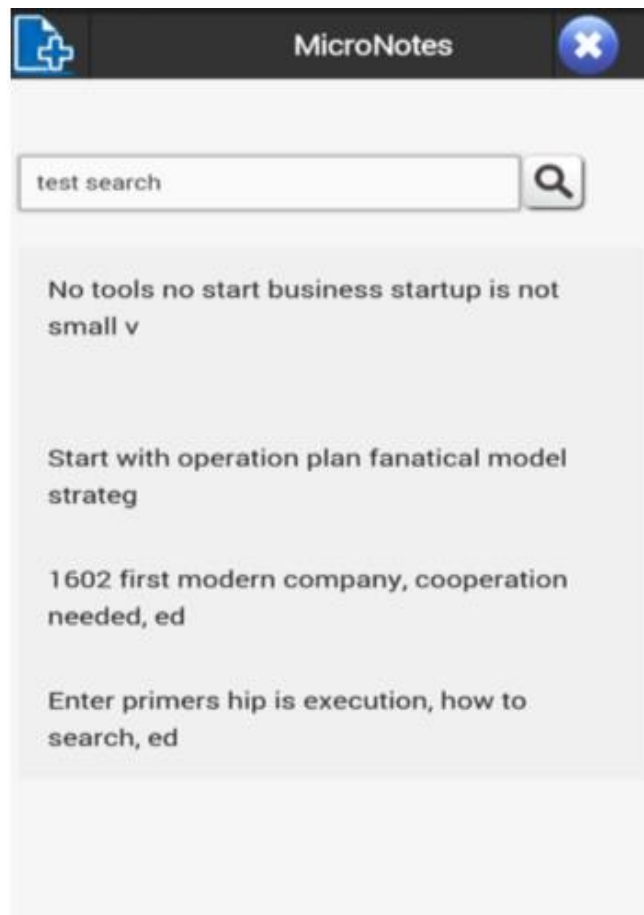 MicroNotes
test search
No tools no start business startup is not
small v
Start with operation plan fanatical model
strateg
1602 first modern company, cooperation
needed, ed
Enter primers hip is execution, how to
search, ed